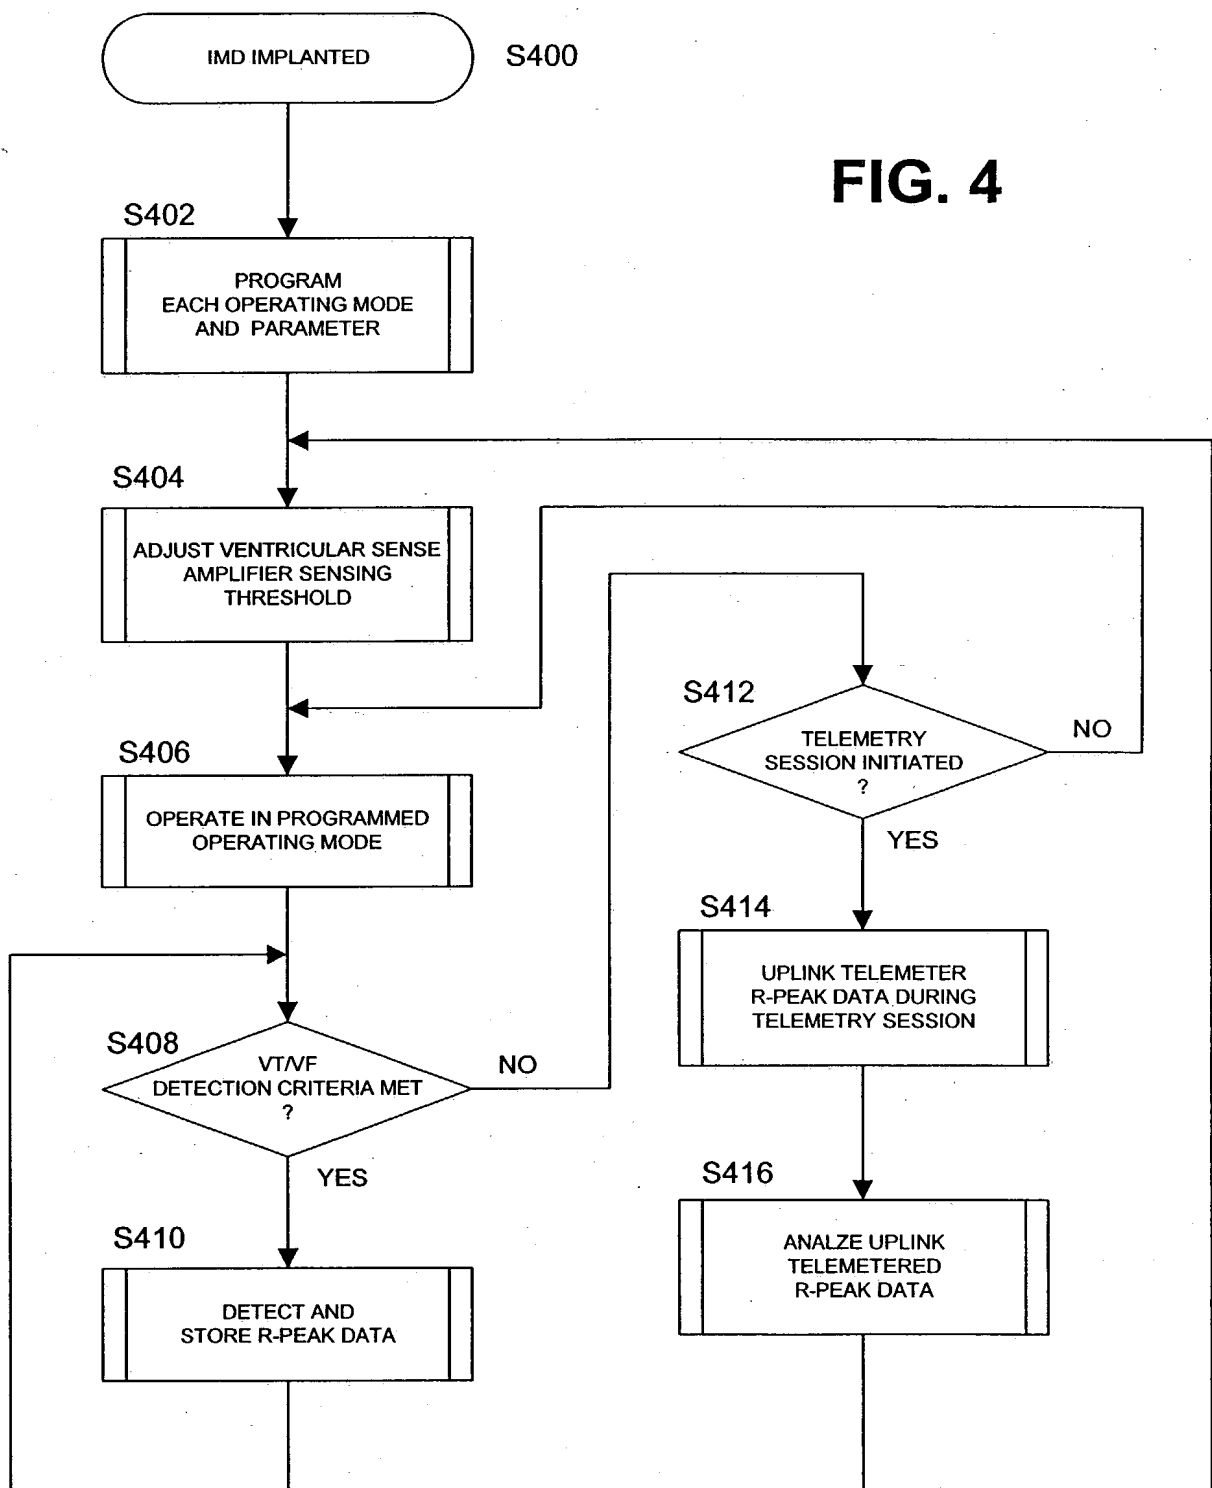 IMD IMPLANTED
S400
FIG. 4
S402
PROGRAM
EACH OPERATING MODE
AND PARAMETER
S404
ADJUST VENTRICULAR SENSE
AMPLIFIER SENSING
THRESHOLD
S406
OPERATE IN PROGRAMMED
OPERATING MODE
S408
VT/VF
DETECTION CRITERIA MET
?
NO
YES
S410
DETECT AND
STORE R-PEAK DATA
S412
TELEMETRY
SESSION INITIATED
?
NO
YES
S414
UPLINK TELEMETER
R-PEAK DATA DURING
TELEMETRY SESSION
S416
ANALZE UPLINK
TELEMETERED
R-PEAK DATA